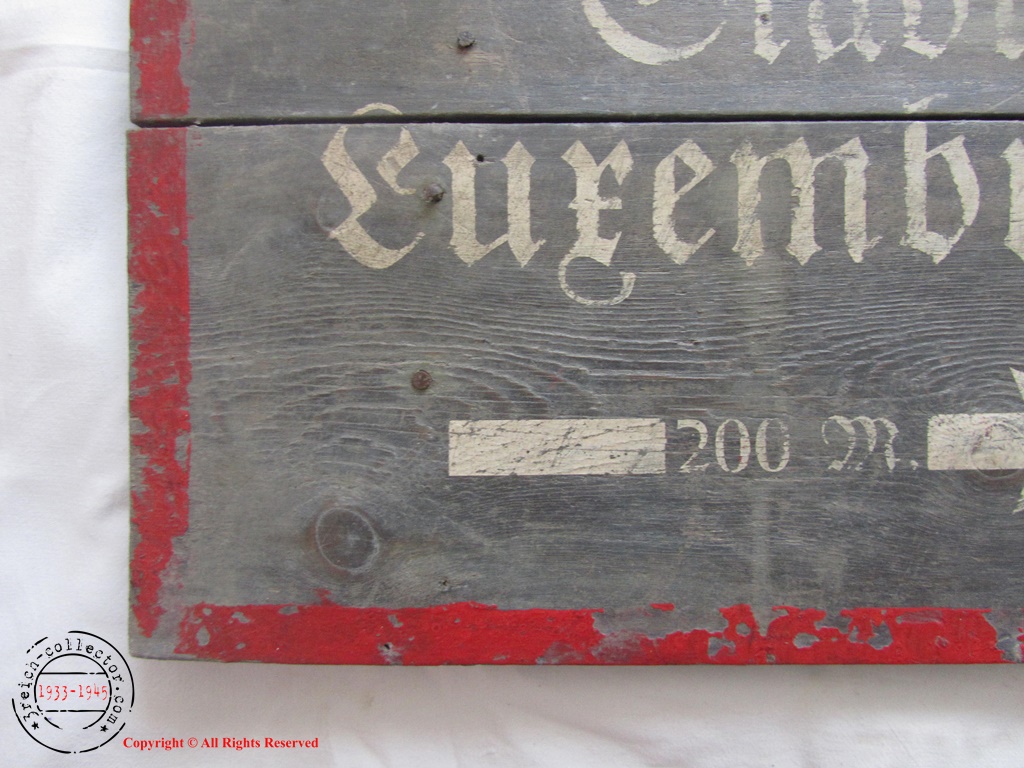 Luxemb
200 M.
3reich-collector.com
1933-1945
Copyright © All Rights Reserved